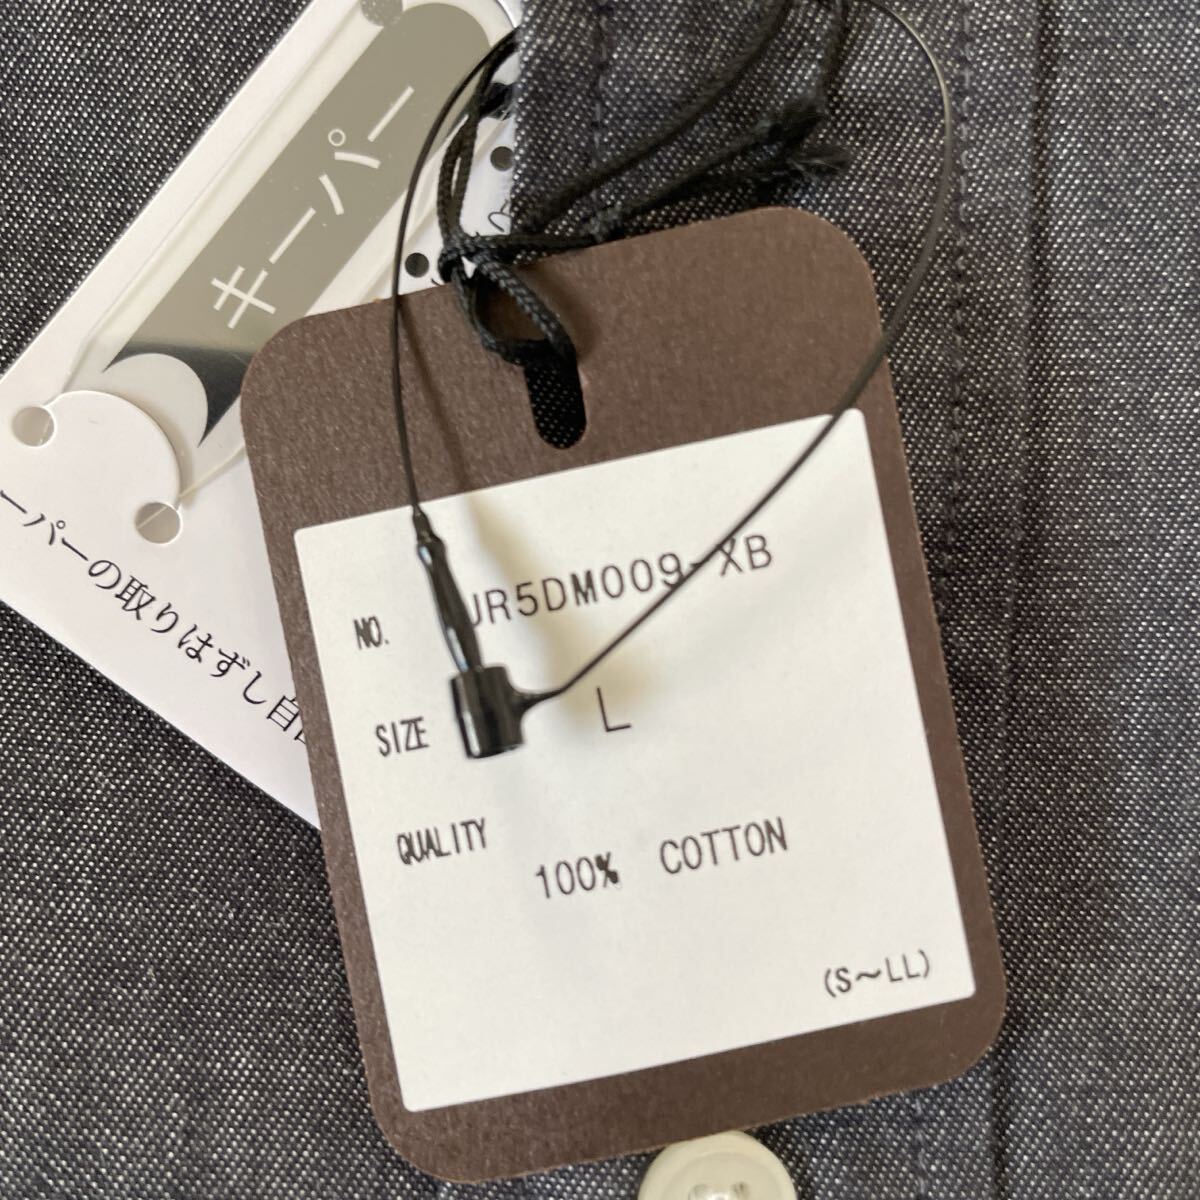 キーパー
ーパーの取りはずし自
NO. JR5DM009-XB
SIZE L
QUALITY 100% COTTON
(S～LL)